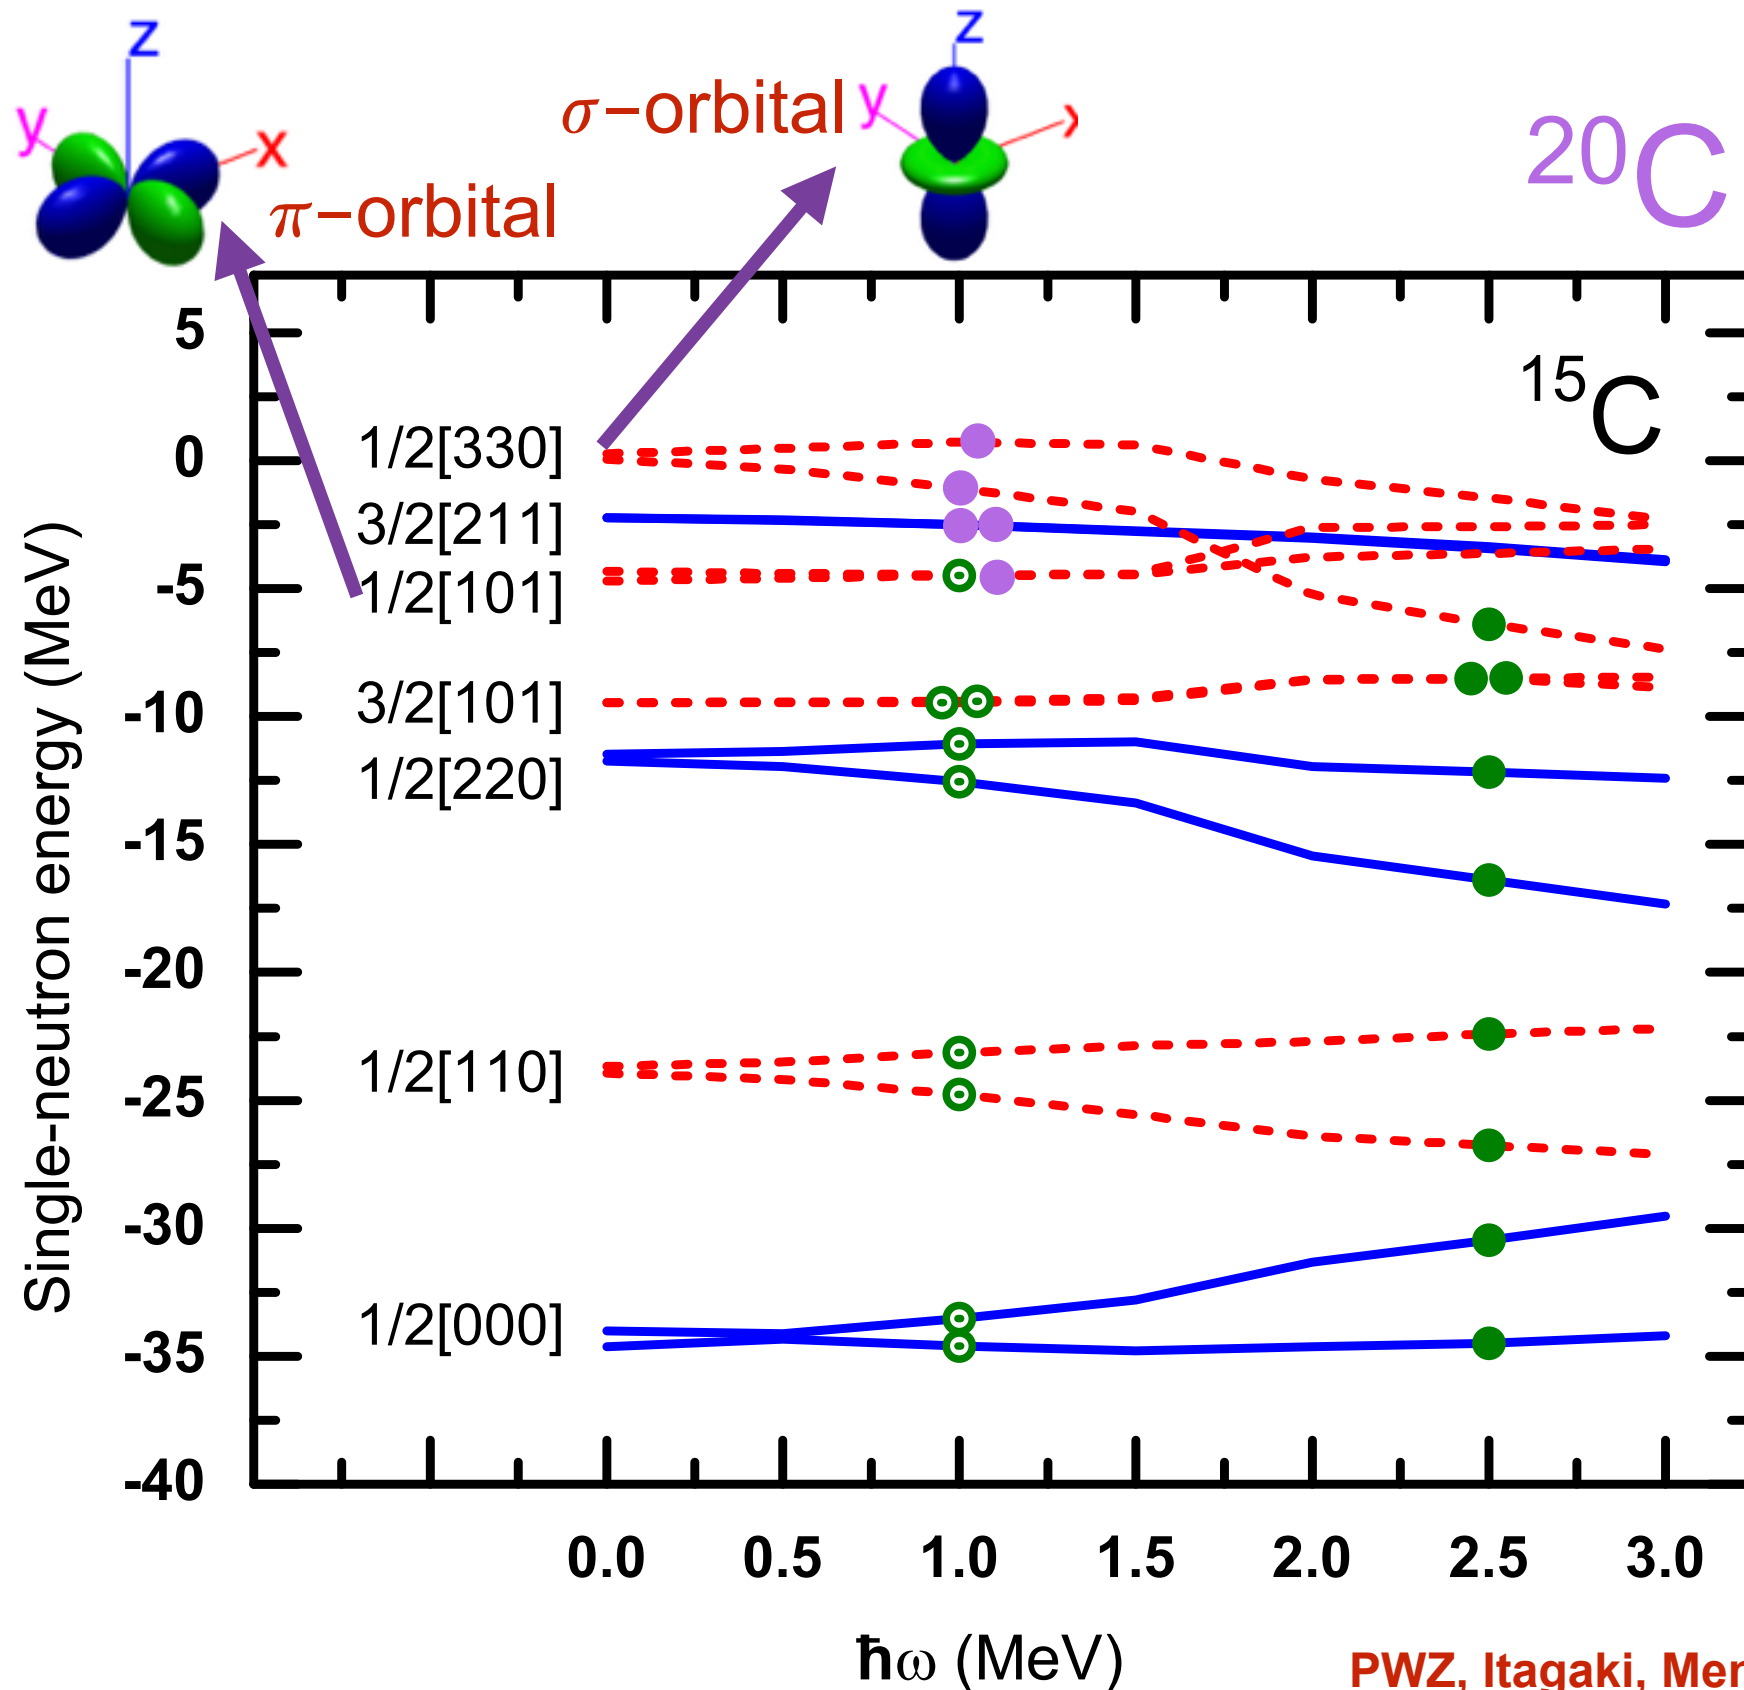 z
z
y
x
π−orbital
σ−orbital
y
x
²⁰C
¹⁵C
Single-neutron energy (MeV)
5
0
-5
-10
-15
-20
-25
-30
-35
-40
1/2[330]
3/2[211]
1/2[101]
3/2[101]
1/2[220]
1/2[110]
1/2[000]
0.0 0.5 1.0 1.5 2.0 2.5 3.0
ħω (MeV)
PWZ, Itagaki, Men